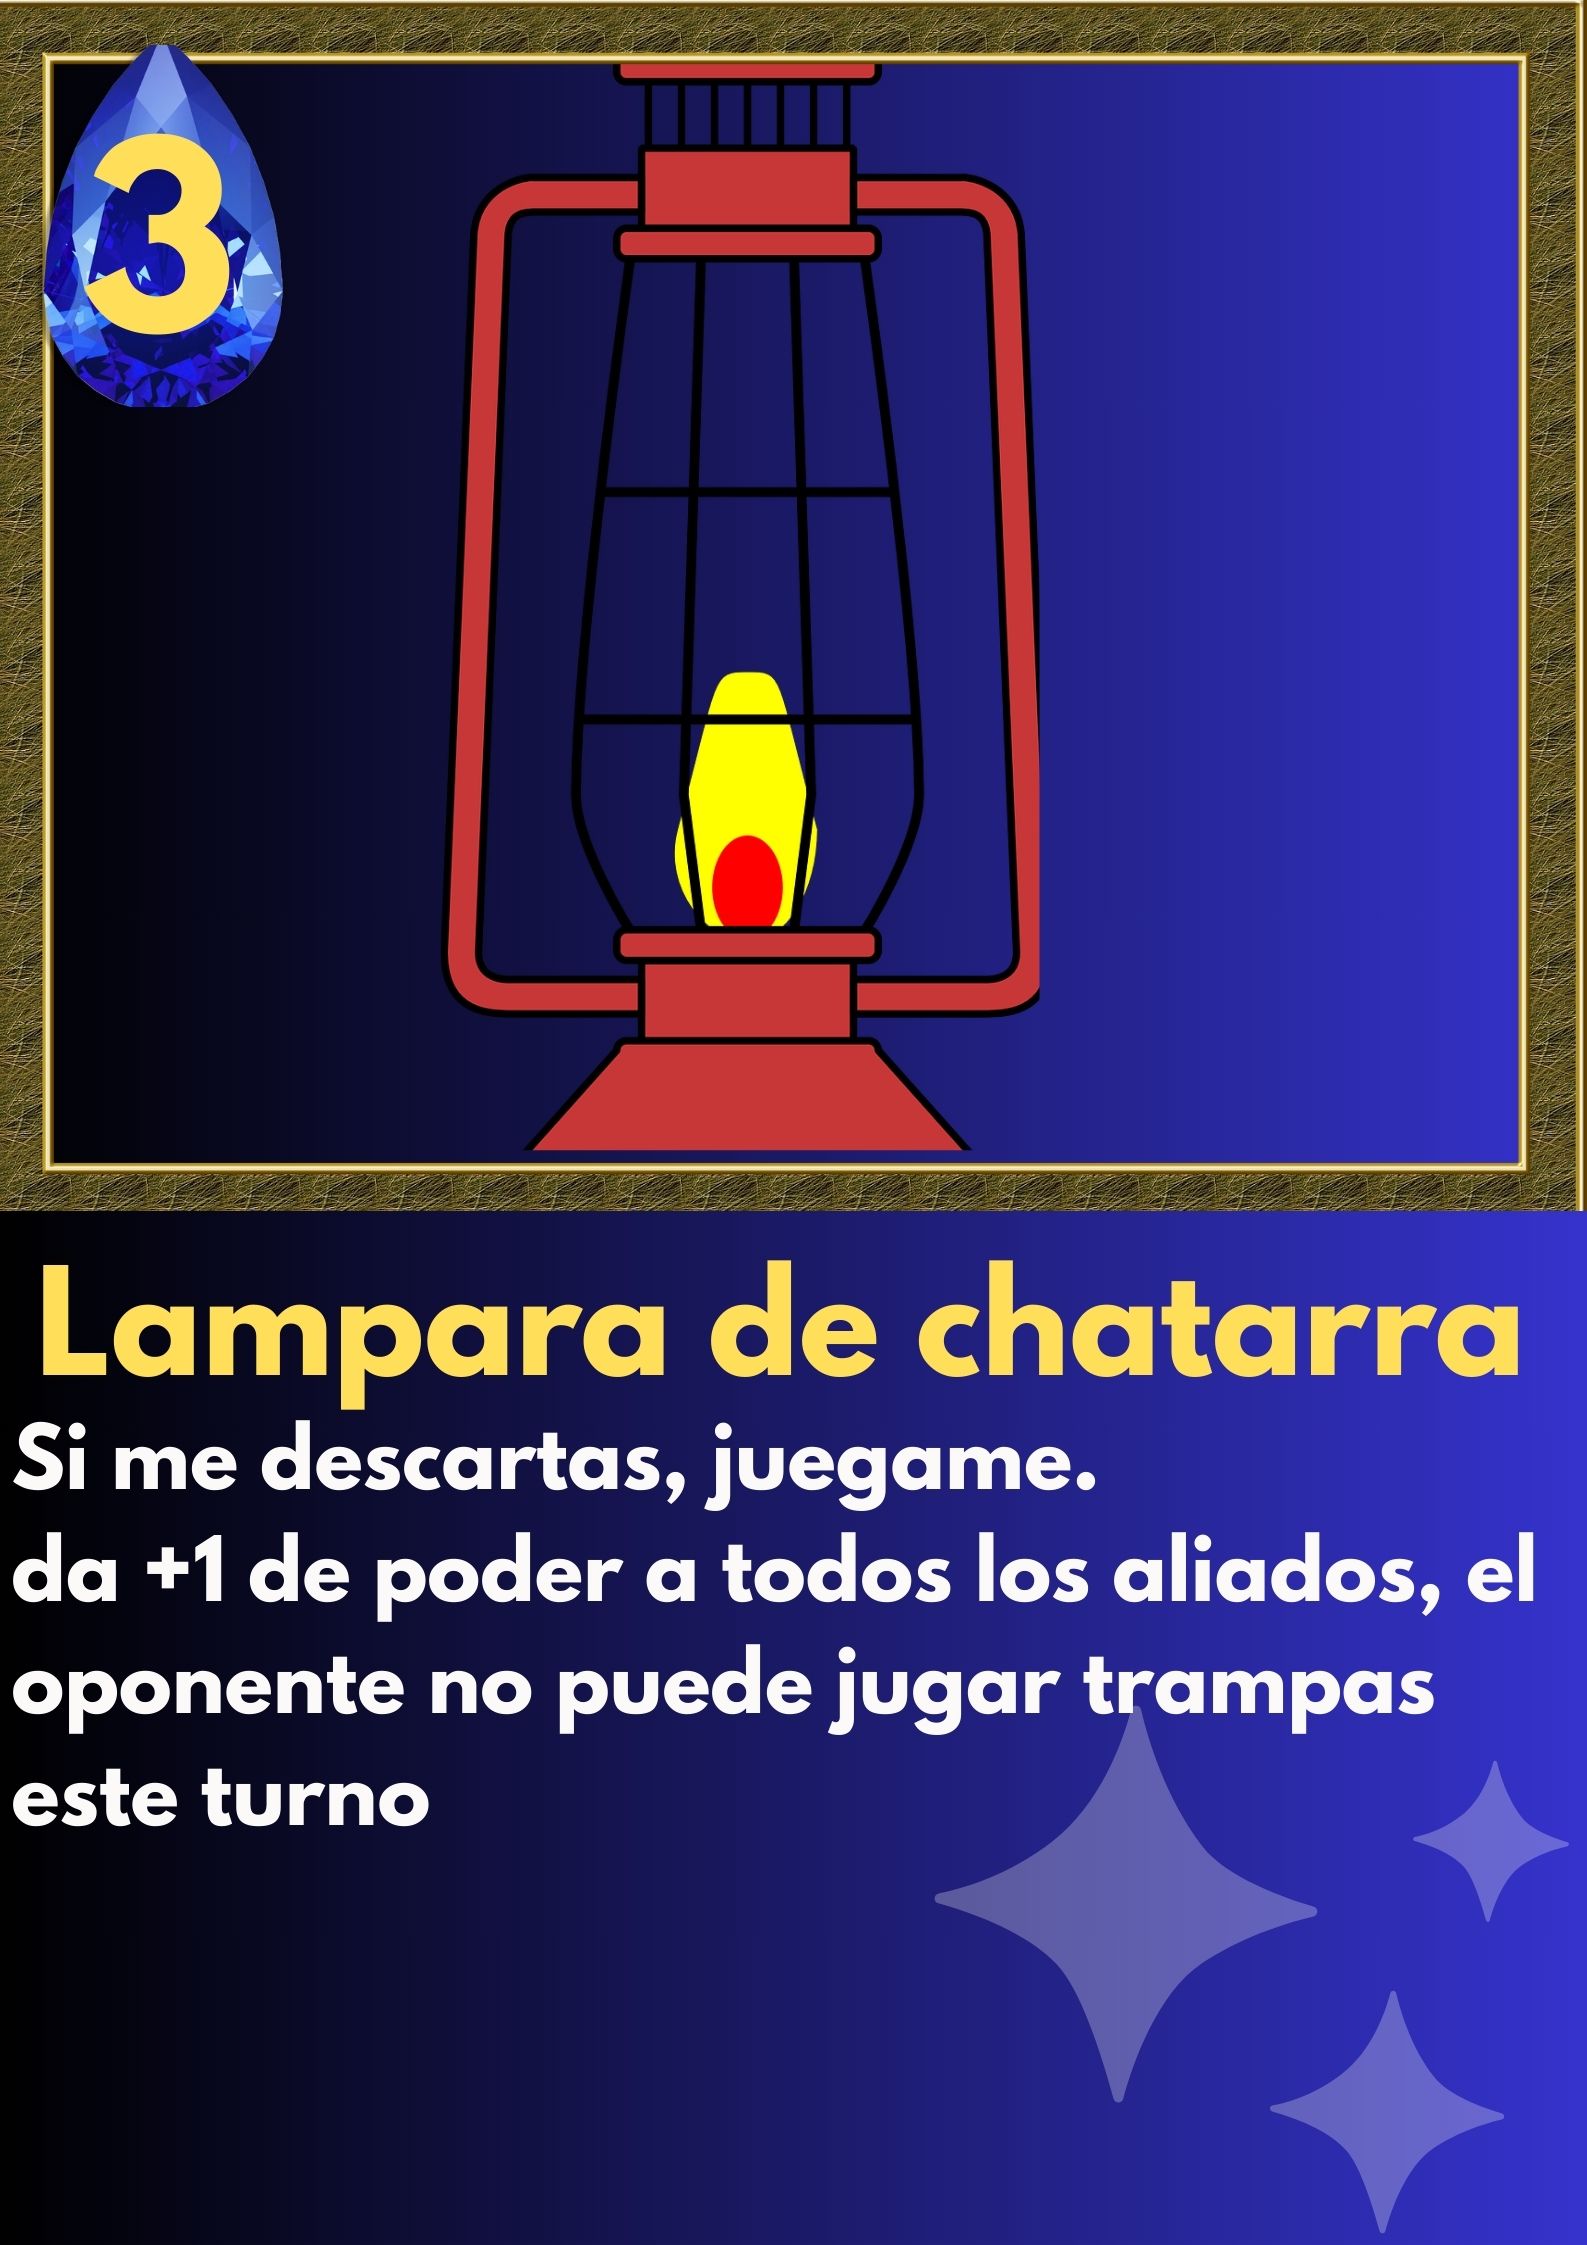 3
Lampara de chatarra
Si me descartas, juegame.
da +1 de poder a todos los aliados, el
oponente no puede jugar trampas
este turno